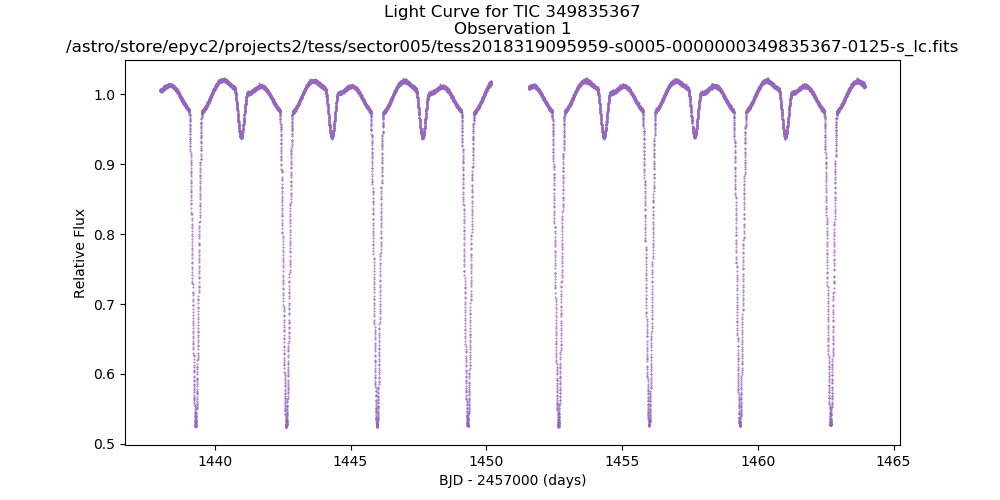 Light Curve for TIC 349835367
Observation 1
/astro/store/epyc2/projects2/tess/sector005/tess2018319095959-s0005-0000000349835367-0125-s_lc.fits
1.0
0.9
0.8
0.7
0.6
0.5
Relative Flux
1440
1445
1450
1455
1460
1465
BJD - 2457000 (days)